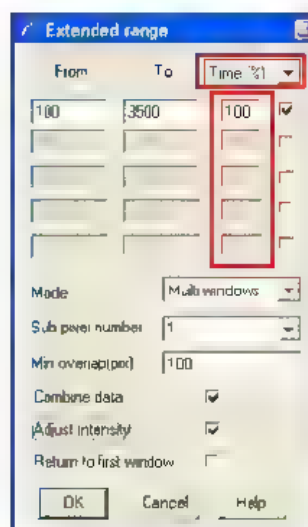 Extended range
From To Time (%)
100 3500 100
Mode Multi windows
Sub pixel number 1
Min overlap(pix) 100
Combine data
Adjust intensity
Return to first window
OK Cancel Help